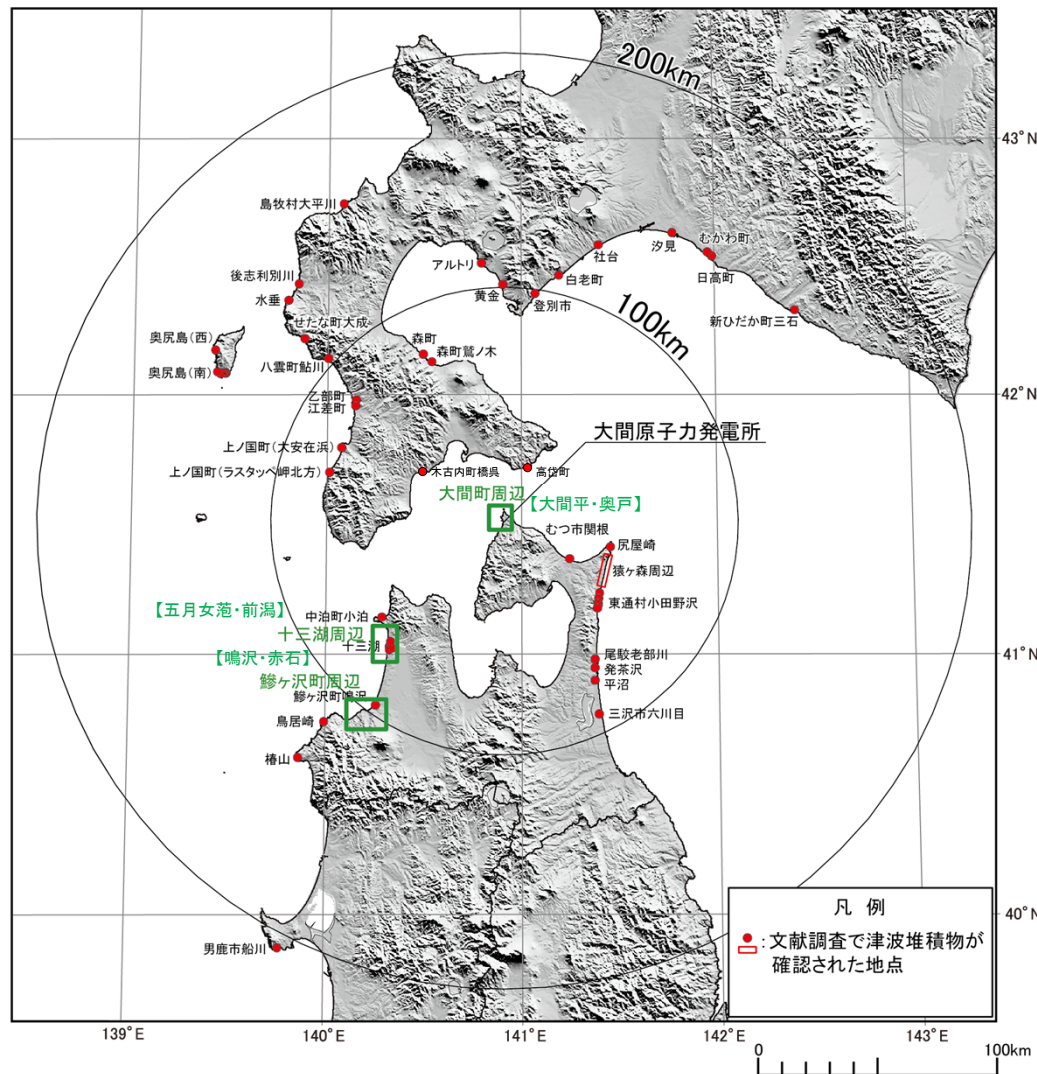 200km
43°N
島牧村大平川
むかわ町
汐見
社台
アルトリ
後志利別川
白老町
日高町
黄金
水垂
登別市
100km
新ひだか町三石
せたな町大成
奥尻島(西)
森町
森町鷲ノ木
八雲町鮎川
奥尻島(南)
42°N
乙部町
江差町
大間原子力発電所
上ノ国町(大安在浜)
上ノ国町(ラスタッペ岬北方)
木古内町橋呉
高岱町
大間町周辺
【大間平・奥戸】
むつ市関根
尻屋崎
猿ヶ森周辺
東通村小田野沢
【五月女萢・前潟】
中泊町小泊
十三湖周辺
十三湖
【鳴沢・赤石】
尾駮老部川
発茶沢
平沼
41°N
鰺ヶ沢町周辺
鰺ヶ沢町鳴沢
三沢市六川目
鳥居崎
椿山
40°N
凡 例
:文献調査で津波堆積物が
確認された地点
男鹿市船川
139°E
140°E
141°E
142°E
143°E
0
100km